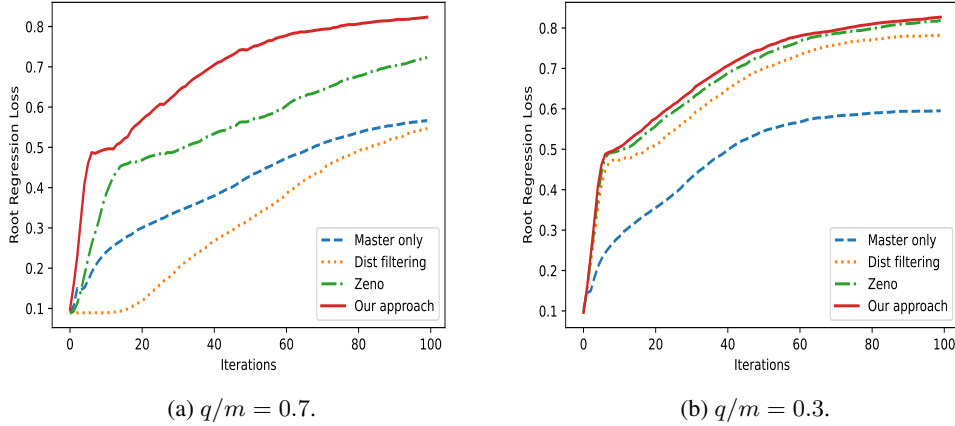 0.8
0.7
0.6
0.5
0.4
0.3
0.2
0.1
Root Regression Loss
0 20 40 60 80 100
Iterations
Master only
Dist filtering
Zeno
Our approach
(a) q/m = 0.7.
0.8
0.7
0.6
0.5
0.4
0.3
0.2
0.1
Root Regression Loss
0 20 40 60 80 100
Iterations
Master only
Dist filtering
Zeno
Our approach
(b) q/m = 0.3.